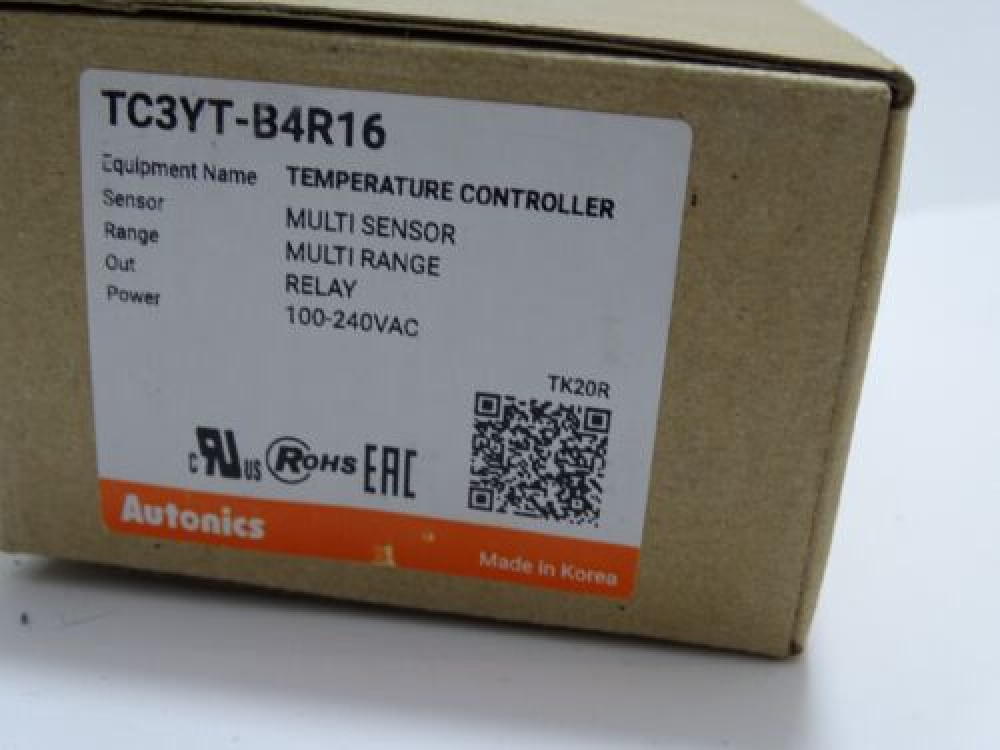 TC3YT-B4R16
Equipment Name TEMPERATURE CONTROLLER
Sensor MULTI SENSOR
Range MULTI RANGE
Out RELAY
Power 100-240VAC
TK20R
c RU US RoHS EAC
Autonics
Made in Korea